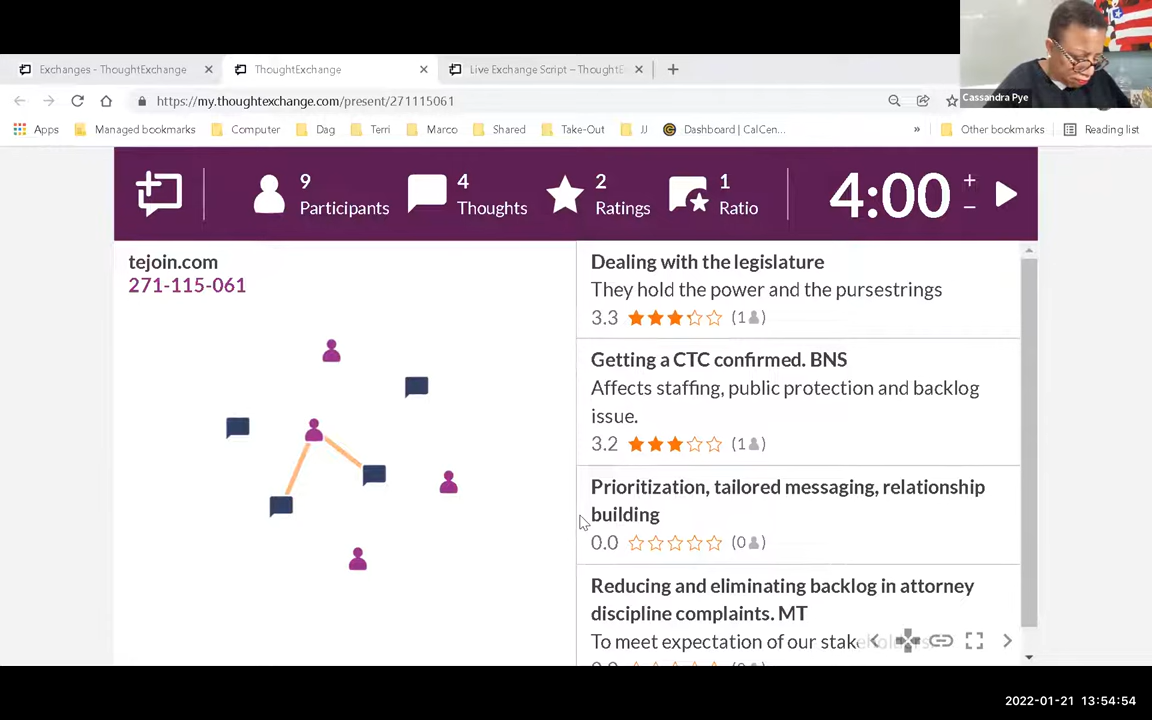 Exchanges - ThoughtExchange
ThoughtExchange
Live Exchange Script – ThoughtE
https://my.thoughtexchange.com/present/271115061
Cassandra Pye
Apps
Managed bookmarks
Computer
Dag
Terri
Marco
Shared
Take-Out
JJ
Dashboard | CalCen...
»
Other bookmarks
Reading list
9
Participants
4
Thoughts
2
Ratings
1
Ratio
4:00
+
−
tejoin.com
271-115-061
Dealing with the legislature
They hold the power and the pursestrings
3.3 (1)
Getting a CTC confirmed. BNS
Affects staffing, public protection and backlog
issue.
3.2 (1)
Prioritization, tailored messaging, relationship
building
0.0 (0)
Reducing and eliminating backlog in attorney
discipline complaints. MT
To meet expectation of our stakeholders.
2022-01-21 13:54:54